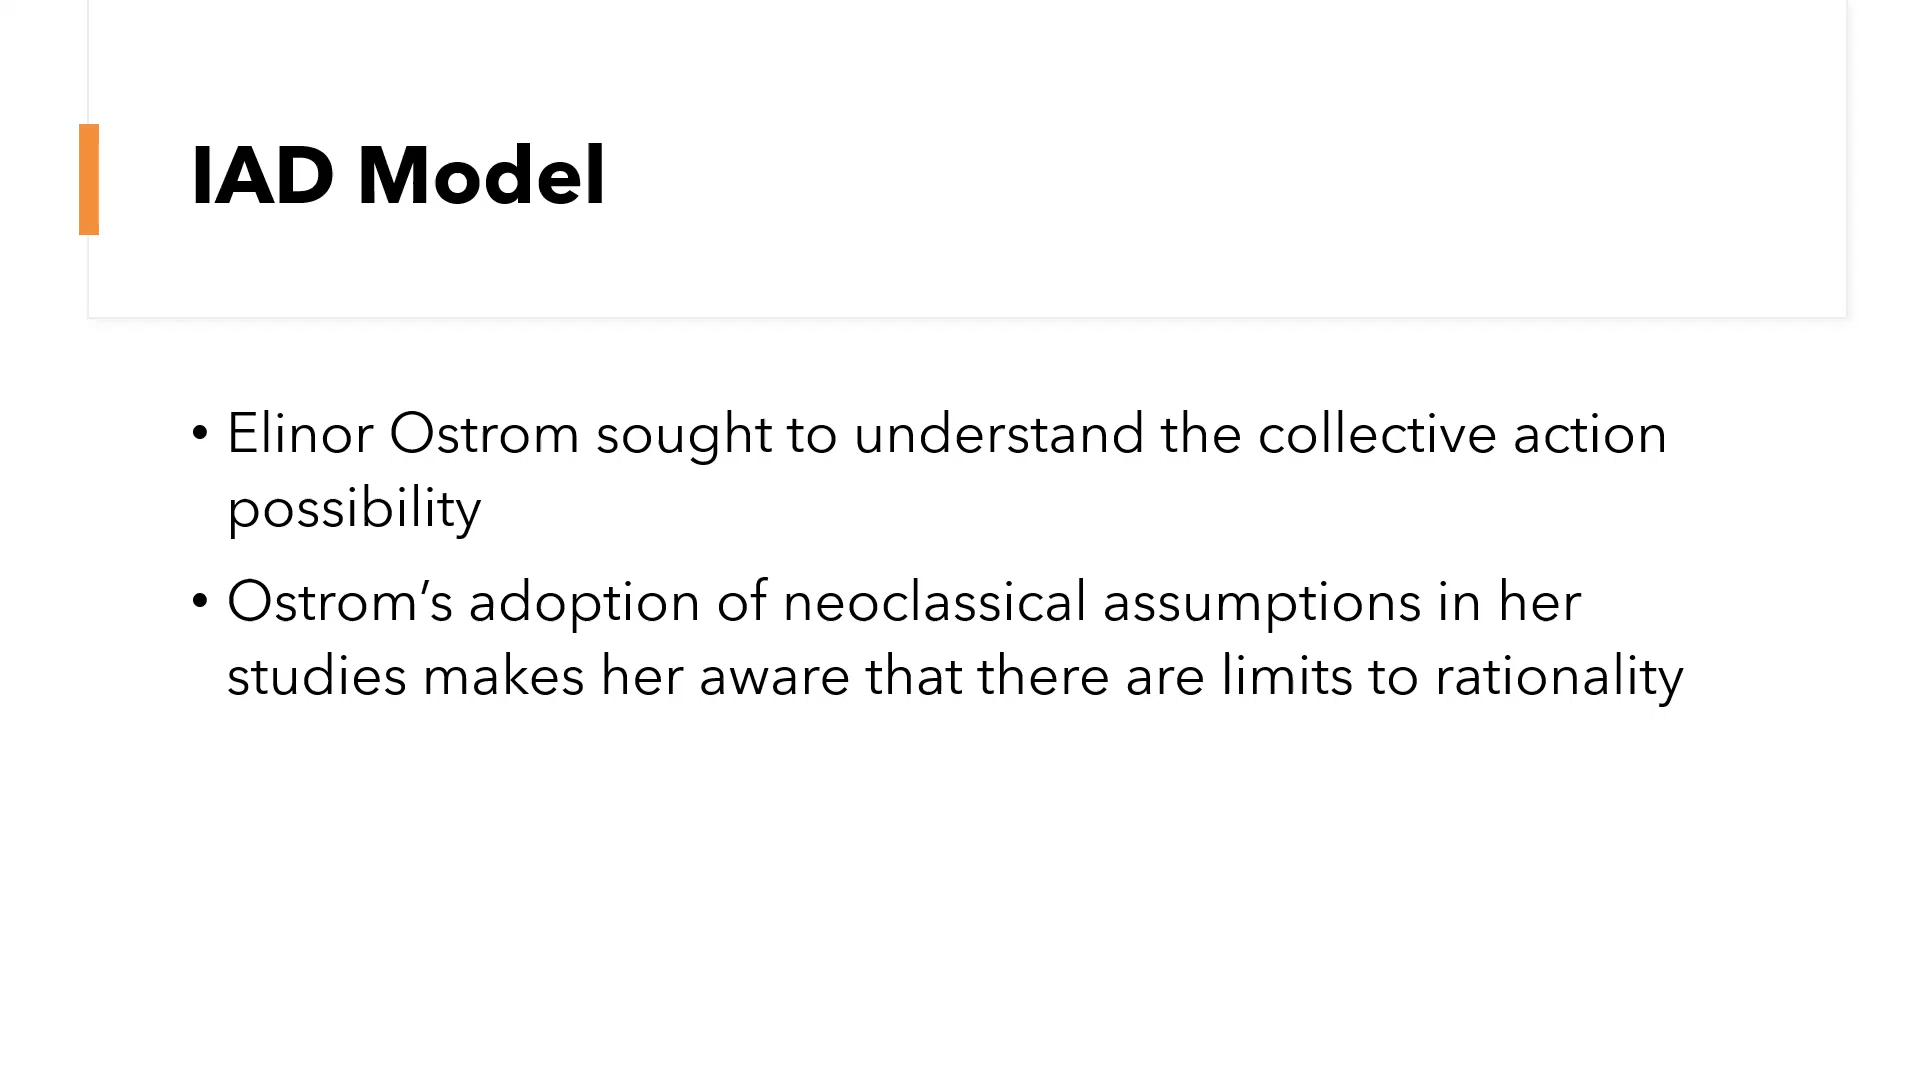 IAD Model
• Elinor Ostrom sought to understand the collective action
possibility
• Ostrom’s adoption of neoclassical assumptions in her
studies makes her aware that there are limits to rationality